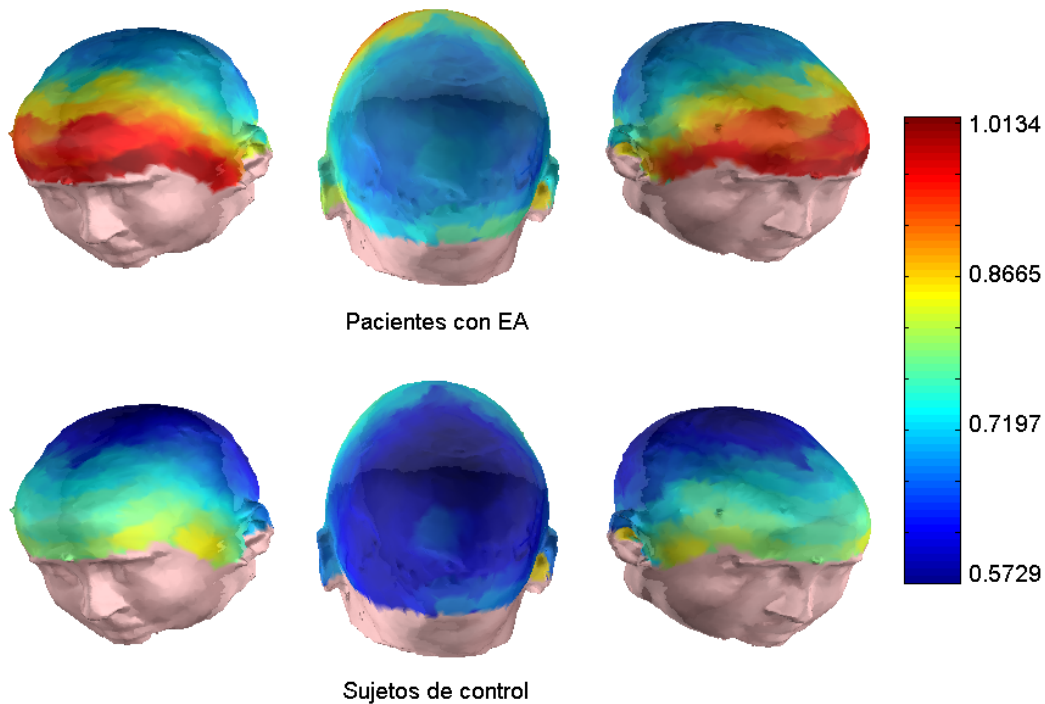 1.0134
0.8665
Pacientes con EA
0.7197
0.5729
Sujetos de control